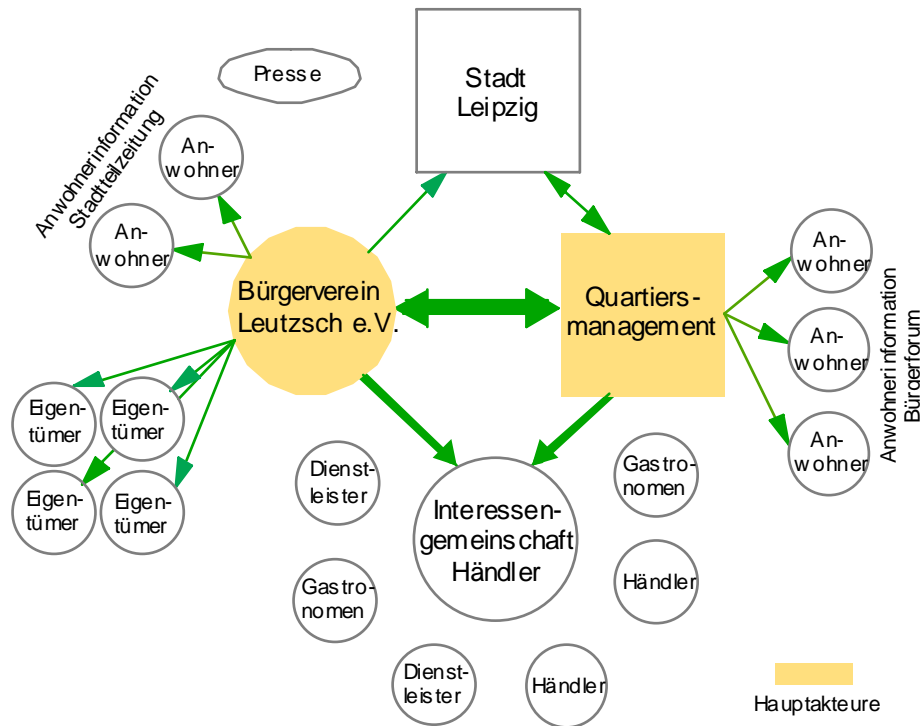 Presse
Stadt
Leipzig
Anwohnerinformation
Stadtteilzeitung
An-
wohner
An-
wohner
Bürgerverein
Leutzsch e.V.
Quartiers-
management
An-
wohner
An-
wohner
An-
wohner
Anwohnerinformation
Bürgerforum
Eigen-
tümer
Eigen-
tümer
Eigen-
tümer
Eigen-
tümer
Dienst-
leister
Gastro-
nomen
Interessen-
gemeinschaft
Händler
Gastro-
nomen
Händler
Dienst-
leister
Händler
Hauptakteure